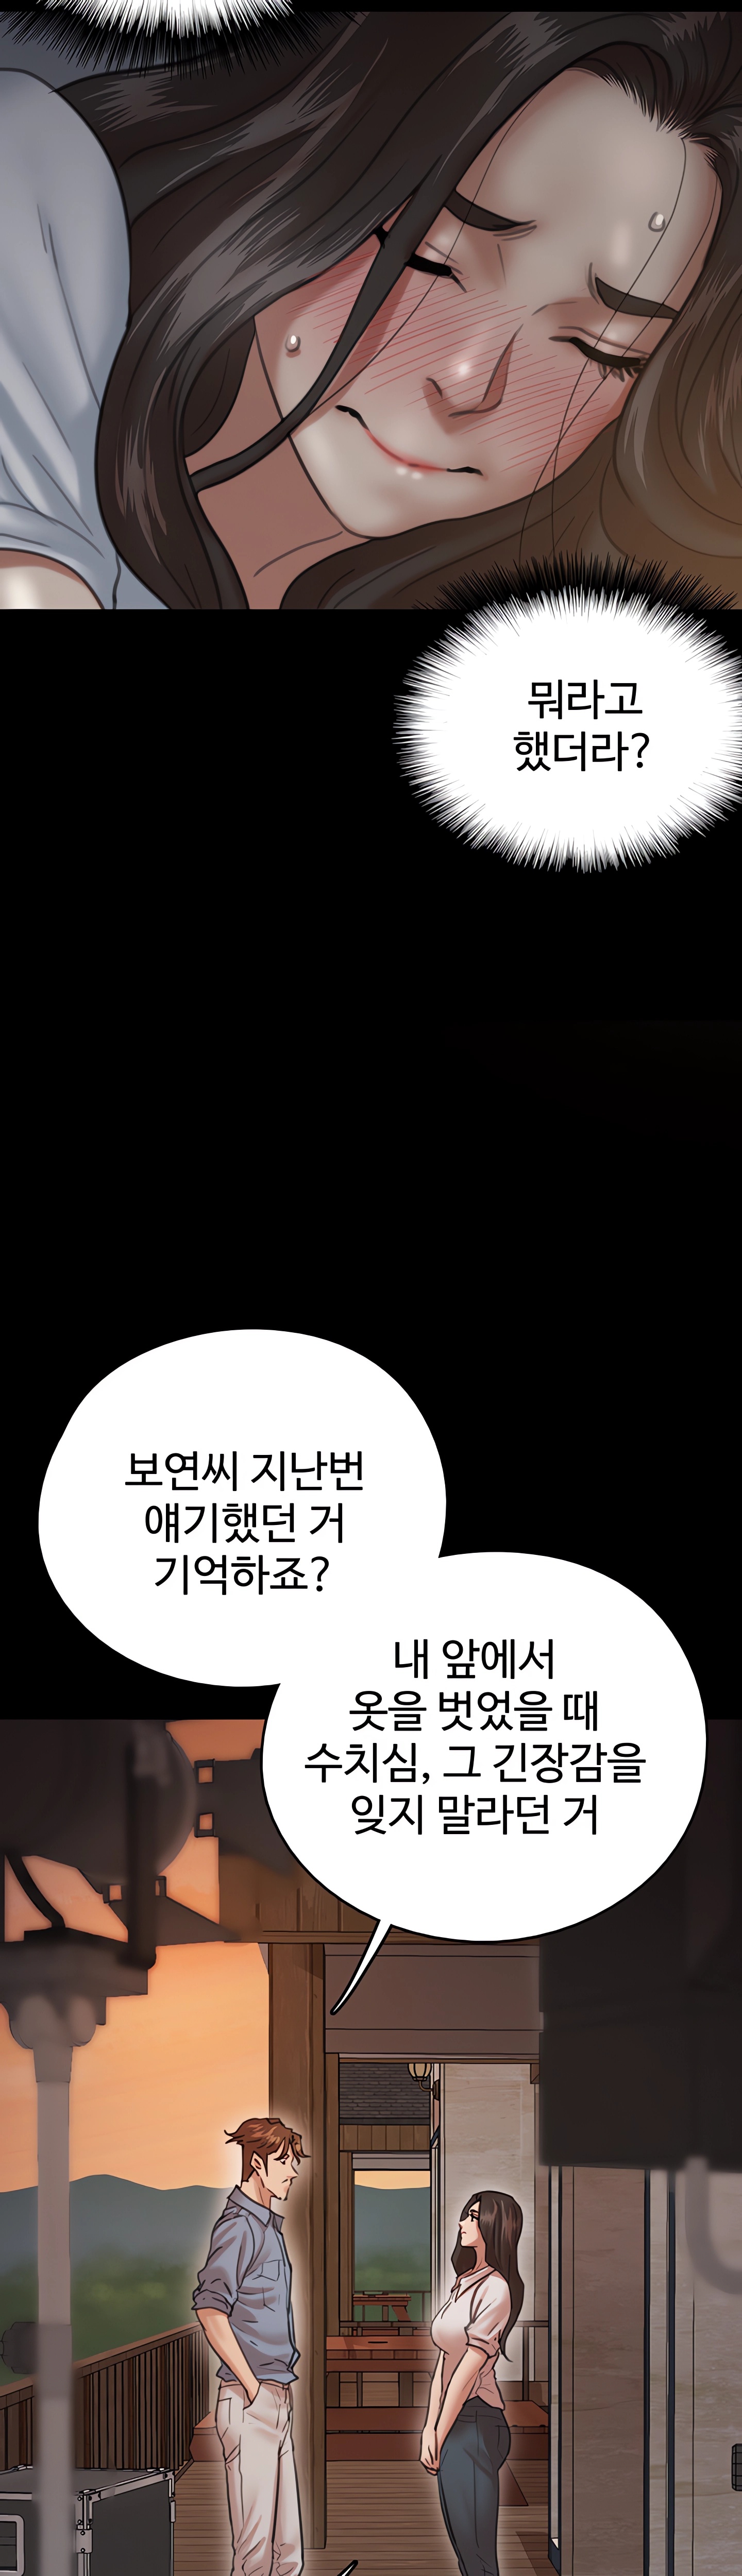 뭐라고
했더라?
보연씨 지난번
얘기했던 거
기억하죠?
내 앞에서
옷을 벗었을 때
수치심, 그 긴장감을
잊지 말라던 거